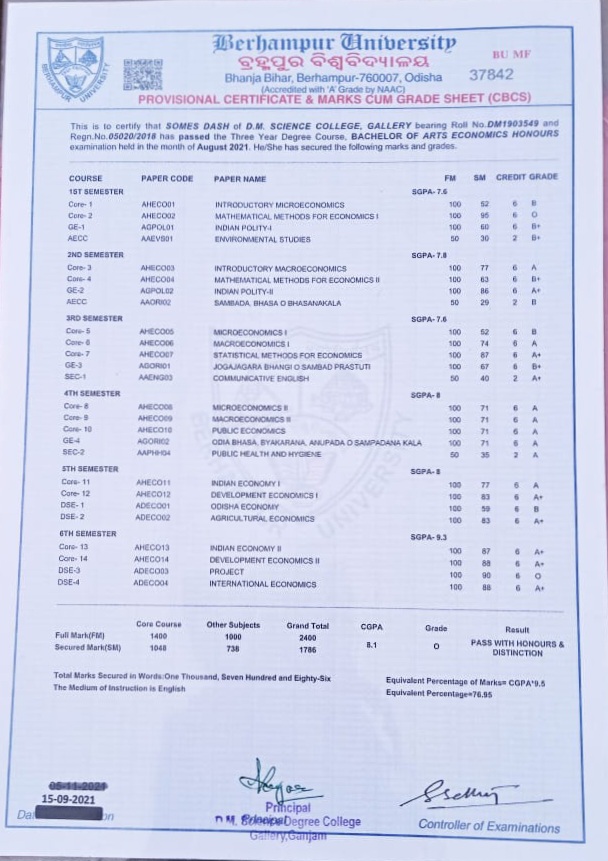 Berhampur University
ବ୍ରହ୍ମପୁର ବିଶ୍ୱବିଦ୍ୟାଳୟ
BU MF
Bhanja Bihar, Berhampur-760007, Odisha
37842
(Accredited with 'A' Grade by NAAC)
PROVISIONAL CERTIFICATE & MARKS CUM GRADE SHEET (CBCS)
This is to certify that SOMES DASH of D.M. SCIENCE COLLEGE, GALLERY bearing Roll No.DM1903549 and
Regn.No.05020/2018 has passed the Three Year Degree Course, BACHELOR OF ARTS ECONOMICS HONOURS
examination held in the month of August 2021. He/She has secured the following marks and grades.
COURSE PAPER CODE PAPER NAME FM SM CREDIT GRADE
1ST SEMESTER SGPA- 7.6
Core- 1 AHECO01 INTRODUCTORY MICROECONOMICS 100 52 6 B
Core- 2 AHECO02 MATHEMATICAL METHODS FOR ECONOMICS I 100 95 6 O
GE-1 AGPOL01 INDIAN POLITY-I 100 60 6 B+
AECC AAEVS01 ENVIRONMENTAL STUDIES 50 30 2 B+
2ND SEMESTER SGPA- 7.8
Core- 3 AHECO03 INTRODUCTORY MACROECONOMICS 100 77 6 A
Core- 4 AHECO04 MATHEMATICAL METHODS FOR ECONOMICS II 100 63 6 B+
GE-2 AGPOL02 INDIAN POLITY-II 100 86 6 A+
AECC AAORI02 SAMBADA, BHASA O BHASANAKALA 50 29 2 B
3RD SEMESTER SGPA- 7.6
Core- 5 AHECO05 MICROECONOMICS I 100 52 6 B
Core- 6 AHECO06 MACROECONOMICS I 100 74 6 A
Core- 7 AHECO07 STATISTICAL METHODS FOR ECONOMICS 100 87 6 A+
GE-3 AGORI01 JOGAJAGARA BHANGI O SAMBAD PRASTUTI 100 67 6 B+
SEC-1 AAENG03 COMMUNICATIVE ENGLISH 50 40 2 A+
4TH SEMESTER SGPA- 8
Core- 8 AHECO08 MICROECONOMICS II 100 71 6 A
Core- 9 AHECO09 MACROECONOMICS II 100 71 6 A
Core- 10 AHECO10 PUBLIC ECONOMICS 100 71 6 A
GE-4 AGORI02 ODIA BHASA, BYAKARANA, ANUPADA O SAMPADANA KALA 100 71 6 A
SEC-2 AAPHH04 PUBLIC HEALTH AND HYGIENE 50 35 2 A
5TH SEMESTER SGPA- 8
Core- 11 AHECO11 INDIAN ECONOMY I 100 77 6 A
Core- 12 AHECO12 DEVELOPMENT ECONOMICS I 100 83 6 A+
DSE- 1 ADECO01 ODISHA ECONOMY 100 59 6 B
DSE- 2 ADECO02 AGRICULTURAL ECONOMICS 100 83 6 A+
6TH SEMESTER SGPA- 9.3
Core- 13 AHECO13 INDIAN ECONOMY II 100 87 6 A+
Core- 14 AHECO14 DEVELOPMENT ECONOMICS II 100 88 6 A+
DSE-3 ADECO03 PROJECT 100 90 6 O
DSE-4 ADECO04 INTERNATIONAL ECONOMICS 100 88 6 A+
Core Course Other Subjects Grand Total CGPA Grade Result
Full Mark(FM) 1400 1000 2400 8.1 O PASS WITH HONOURS &
Secured Mark(SM) 1048 738 1786 DISTINCTION
Total Marks Secured in Words:One Thousand, Seven Hundred and Eighty-Six
Equivalent Percentage of Marks= CGPA*9.5
The Medium of Instruction is English
Equivalent Percentage=76.95
05-11-2021
15-09-2021
Principal
D.M. Science Degree College
Gallery,Ganjam
Controller of Examinations